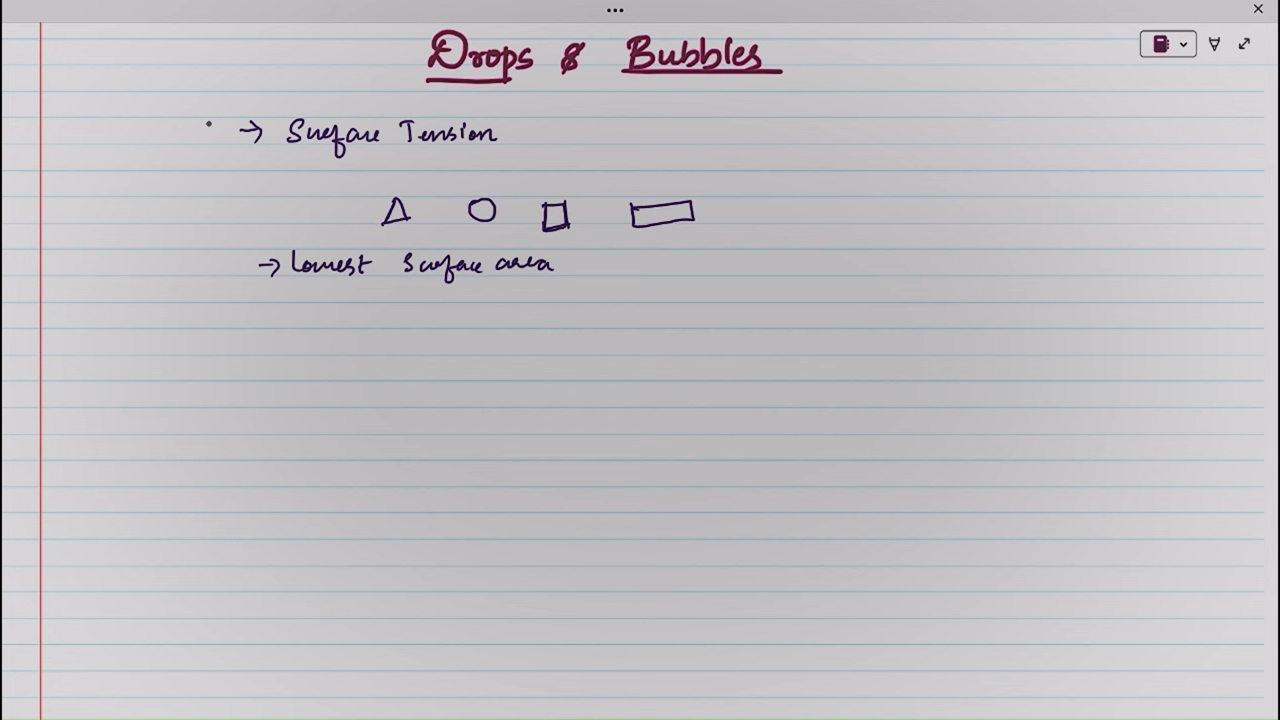 Drops & Bubbles
→ Surface Tension
→ Lowest surface area